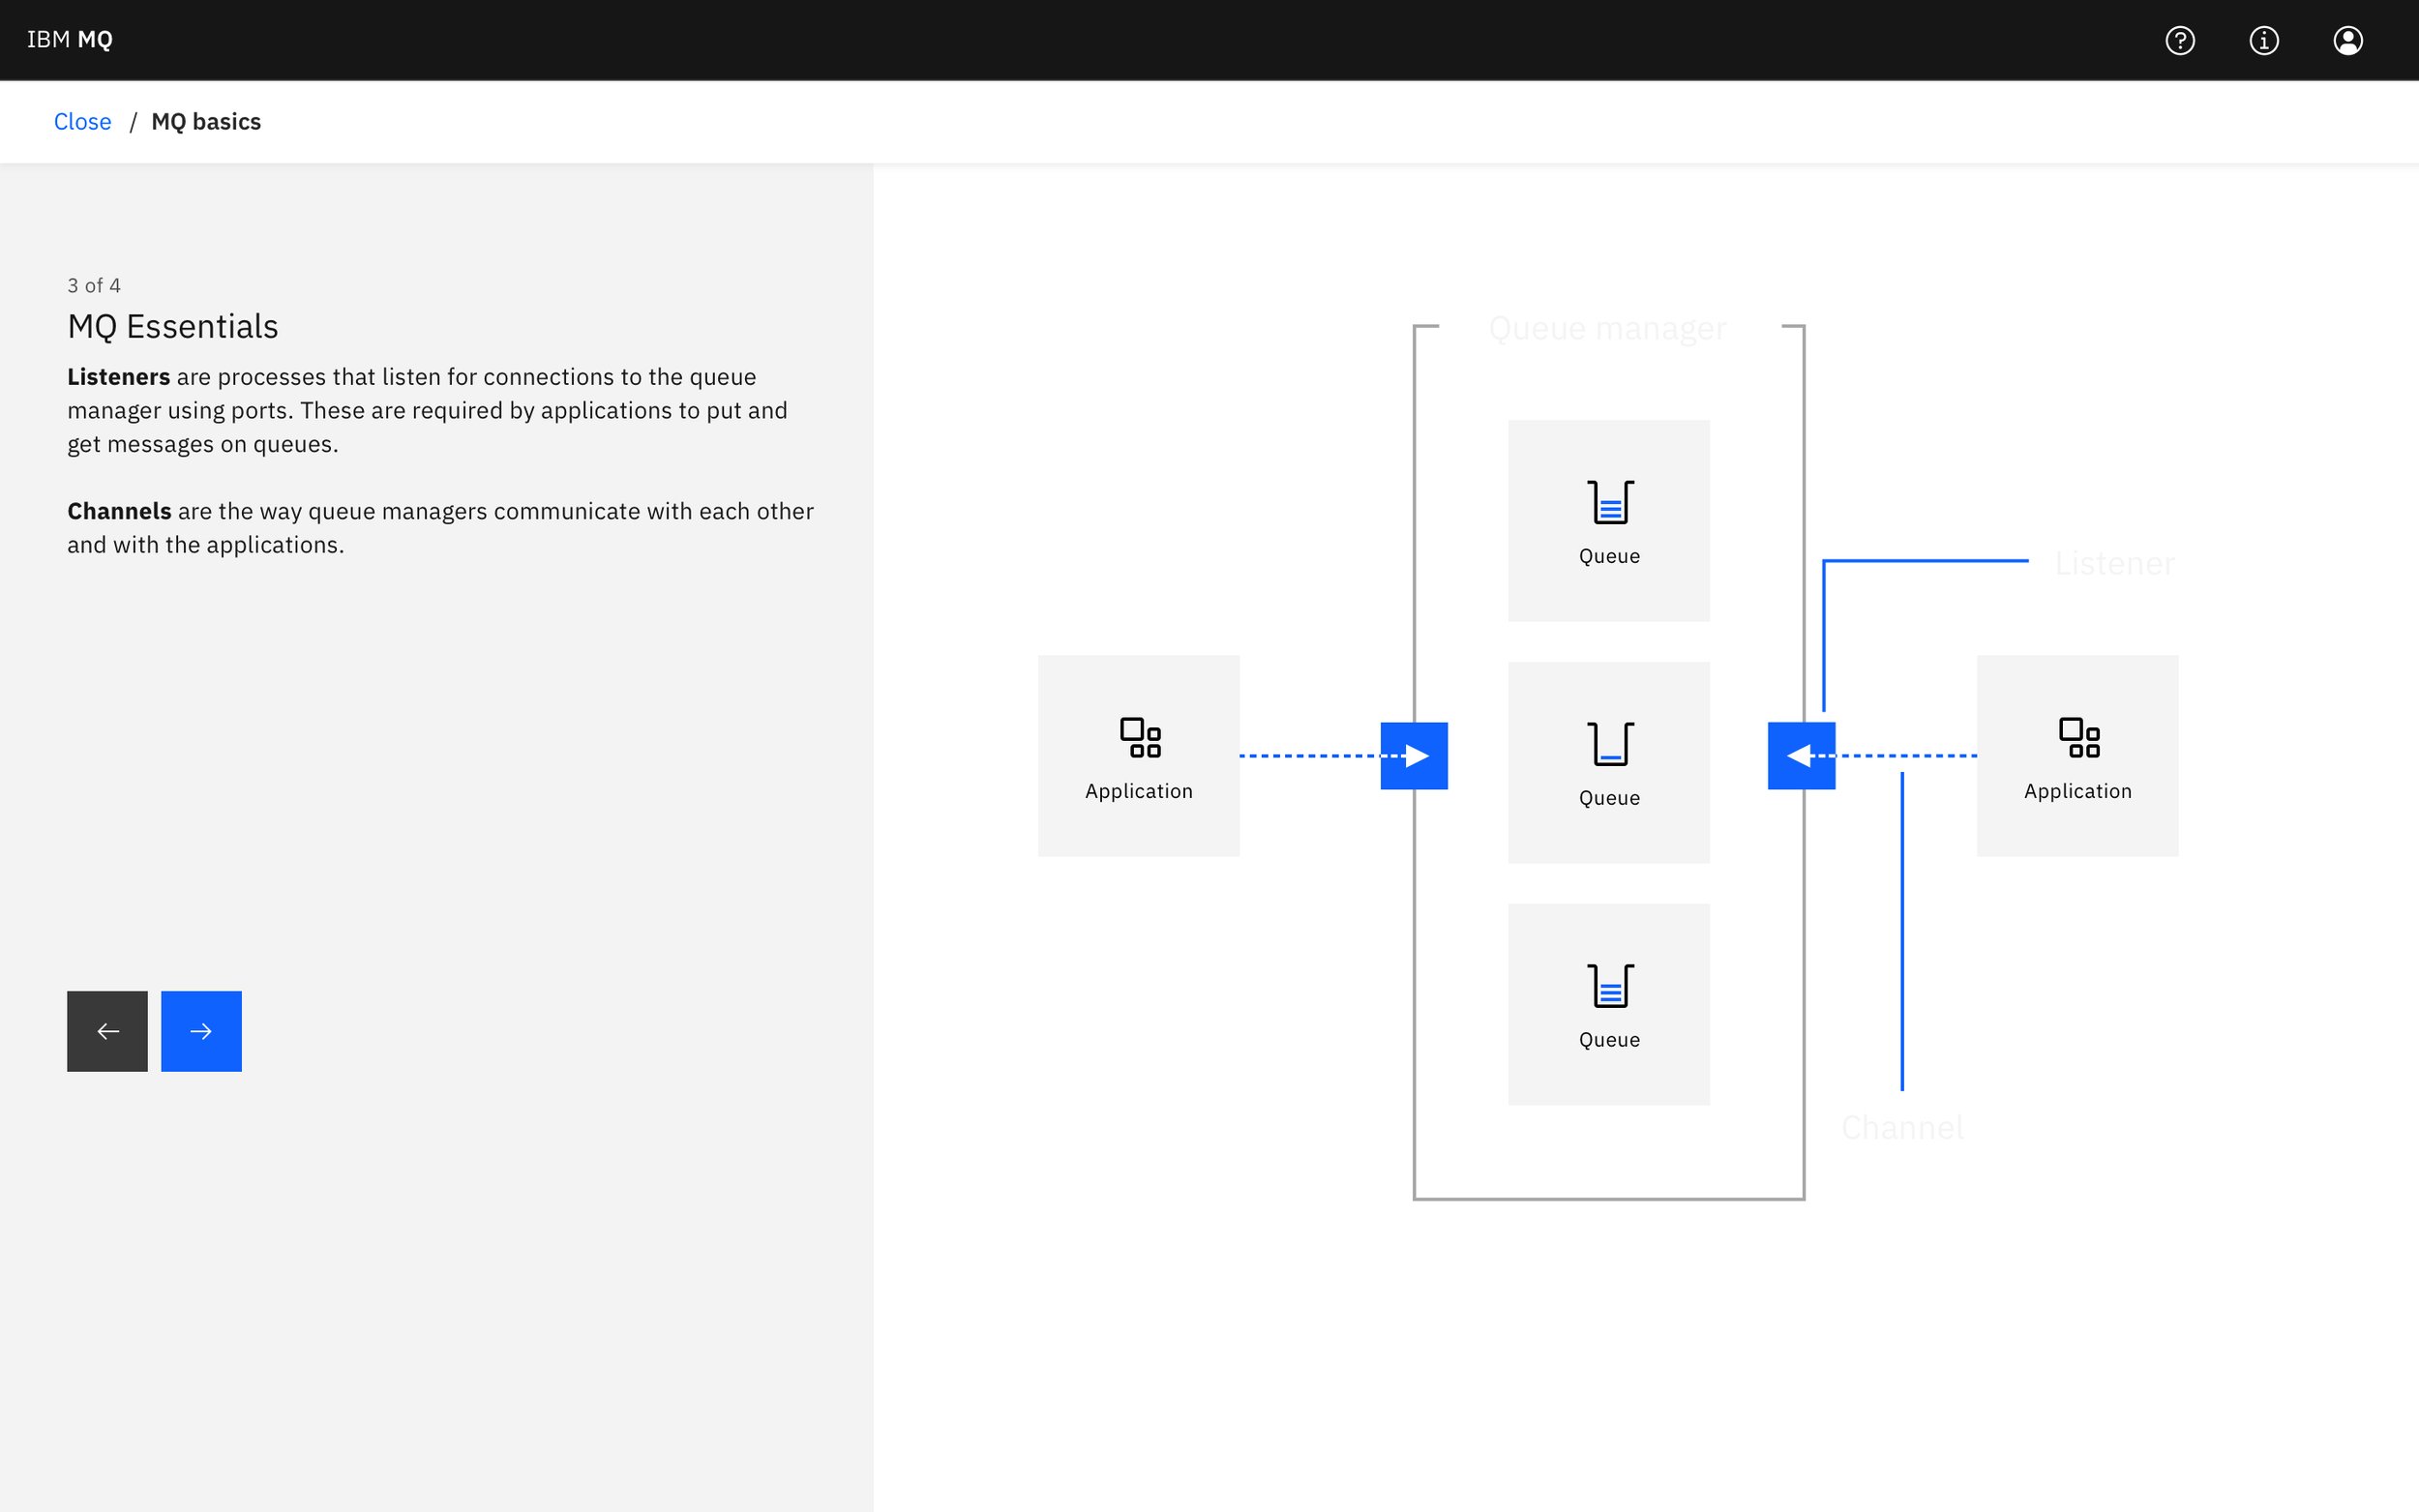 IBM MQ
Close / MQ basics
3 of 4
MQ Essentials
Listeners are processes that listen for connections to the queue
manager using ports. These are required by applications to put and
get messages on queues.
Channels are the way queue managers communicate with each other
and with the applications.
Queue manager
Queue
Listener
Application
Queue
Application
Queue
Channel